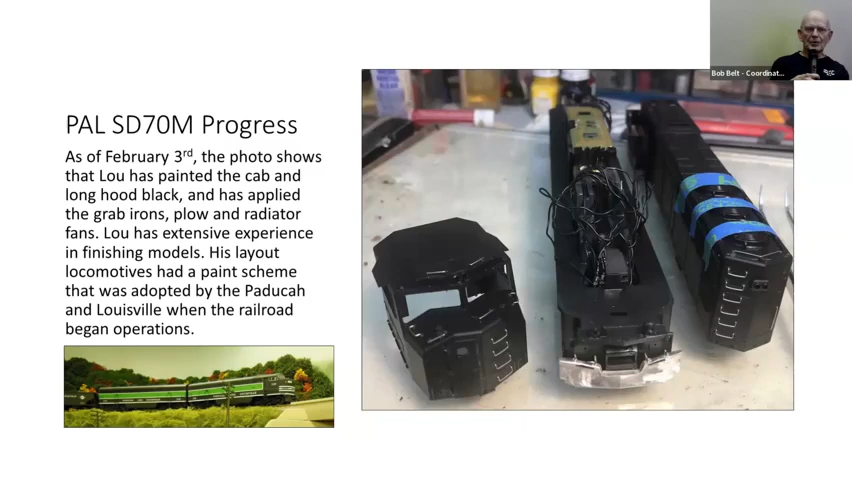 Bob Belt - Coordinat...
PAL SD70M Progress
As of February 3rd, the photo shows
that Lou has painted the cab and
long hood black, and has applied
the grab irons, plow and radiator
fans. Lou has extensive experience
in finishing models. His layout
locomotives had a paint scheme
that was adopted by the Paducah
and Louisville when the railroad
began operations.